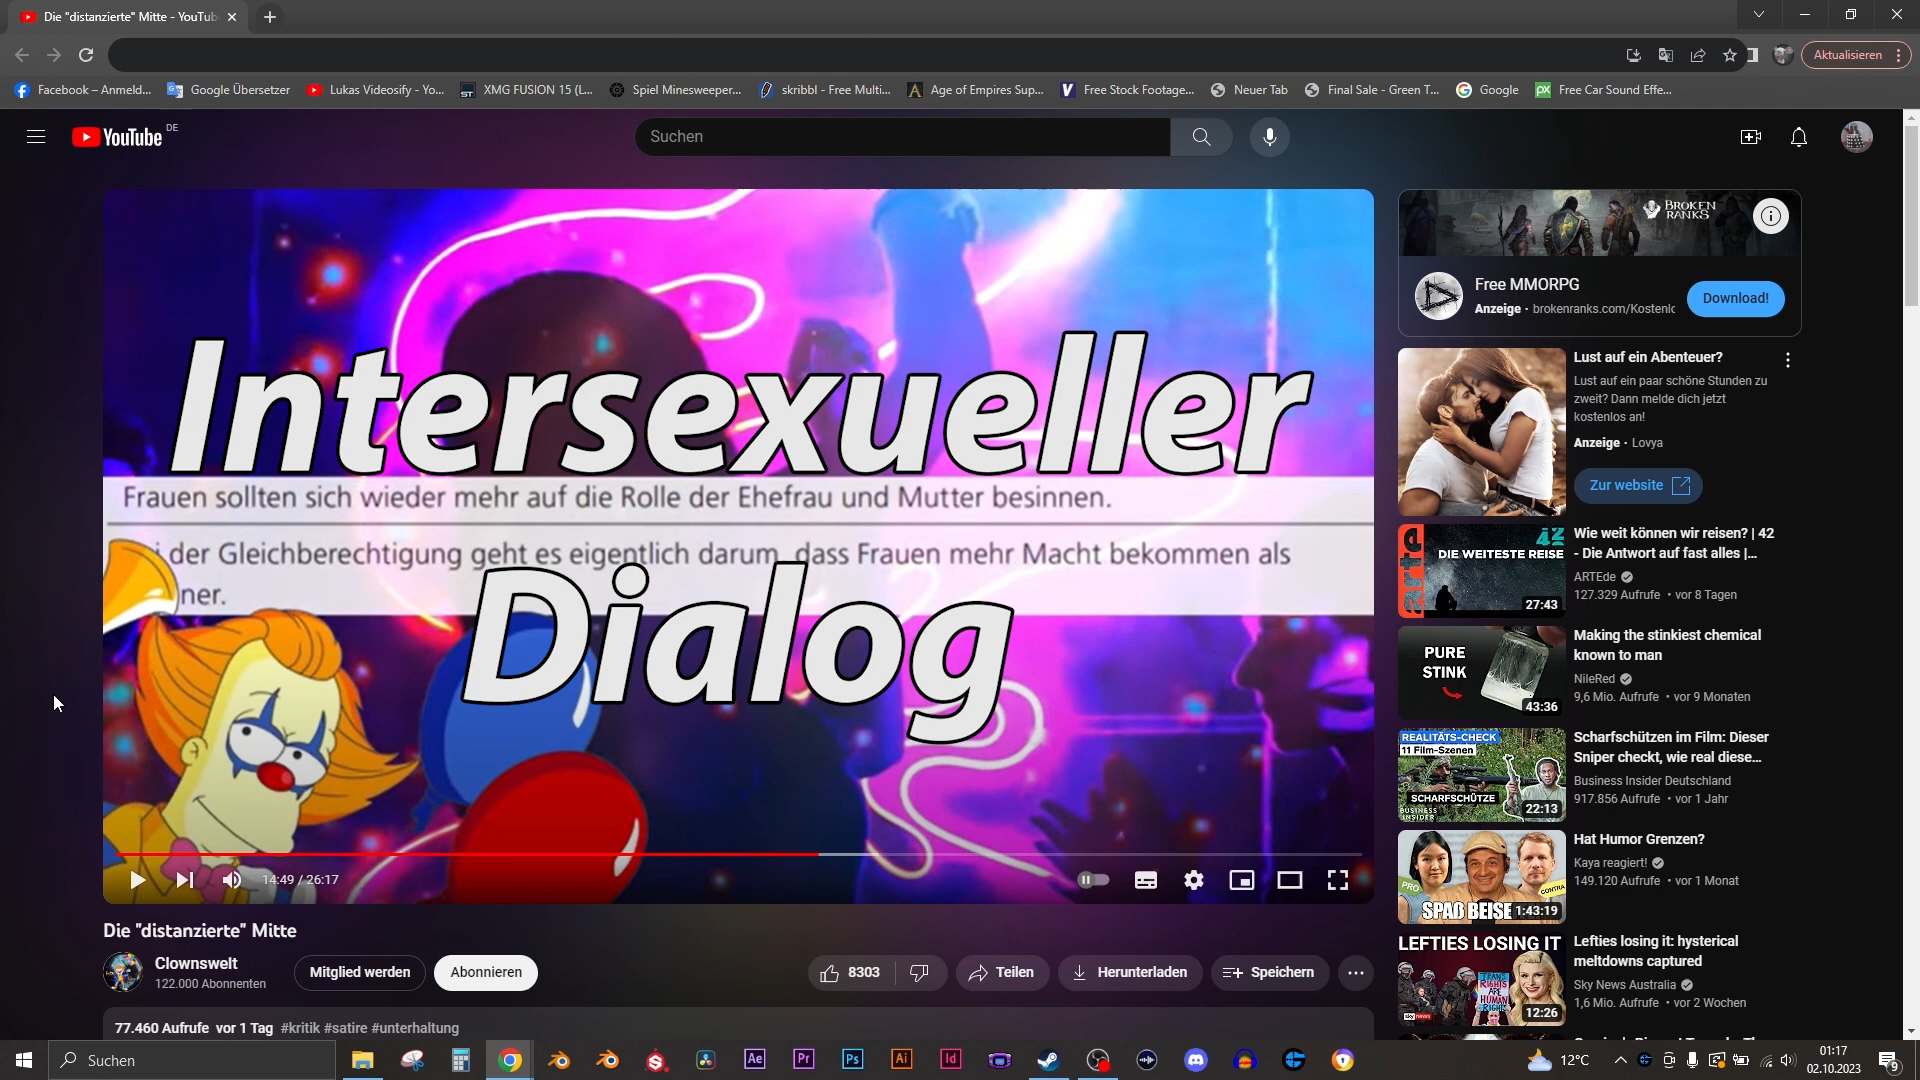 Die "distanzierte" Mitte - YouTub
Aktualisieren
Facebook – Anmeld...
Google Übersetzer
Lukas Videosify - Yo...
XMG FUSION 15 (L...
Spiel Minesweeper...
skribbl - Free Multi...
Age of Empires Sup...
Free Stock Footage...
Neuer Tab
Final Sale - Green T...
Google
Free Car Sound Effe...
YouTube DE
Suchen
Intersexueller
Frauen sollten sich wieder mehr auf die Rolle der Ehefrau und Mutter besinnen.
i der Gleichberechtigung geht es eigentlich darum, dass Frauen mehr Macht bekommen als
ner.
Dialog
14:49 / 26:17
Die "distanzierte" Mitte
Clownswelt
122.000 Abonnenten
Mitglied werden
Abonnieren
8303
Teilen
Herunterladen
Speichern
77.460 Aufrufe vor 1 Tag #kritik #satire #unterhaltung
BROKEN
RANKS
Free MMORPG
Anzeige · brokenranks.com/Kostenlo
Download!
Lust auf ein Abenteuer?
Lust auf ein paar schöne Stunden zu
zweit? Dann melde dich jetzt
kostenlos an!
Anzeige · Lovya
Zur website
arte
42
DIE WEITESTE REISE
27:43
Wie weit können wir reisen? | 42
- Die Antwort auf fast alles |...
ARTEde
127.329 Aufrufe • vor 8 Tagen
PURE
STINK
43:36
Making the stinkiest chemical
known to man
NileRed
9,6 Mio. Aufrufe • vor 9 Monaten
REALITÄTS-CHECK
11 Film-Szenen
SCHARFSCHÜTZE
BUSINESS
INSIDER
22:13
Scharfschützen im Film: Dieser
Sniper checkt, wie real diese...
Business Insider Deutschland
917.856 Aufrufe • vor 1 Jahr
PRO
CONTRA
SPAẞ BEISE
1:43:19
Hat Humor Grenzen?
Kaya reagiert!
149.120 Aufrufe • vor 1 Monat
LEFTIES LOSING IT
TRANS
RIGHTS
ARE
HUMAN
RIGHTS
sky news
12:26
Lefties losing it: hysterical
meltdowns captured
Sky News Australia
1,6 Mio. Aufrufe • vor 2 Wochen
Suchen
Ae
Pr
Ps
Ai
Id
12°C
01:17
02.10.2023
9